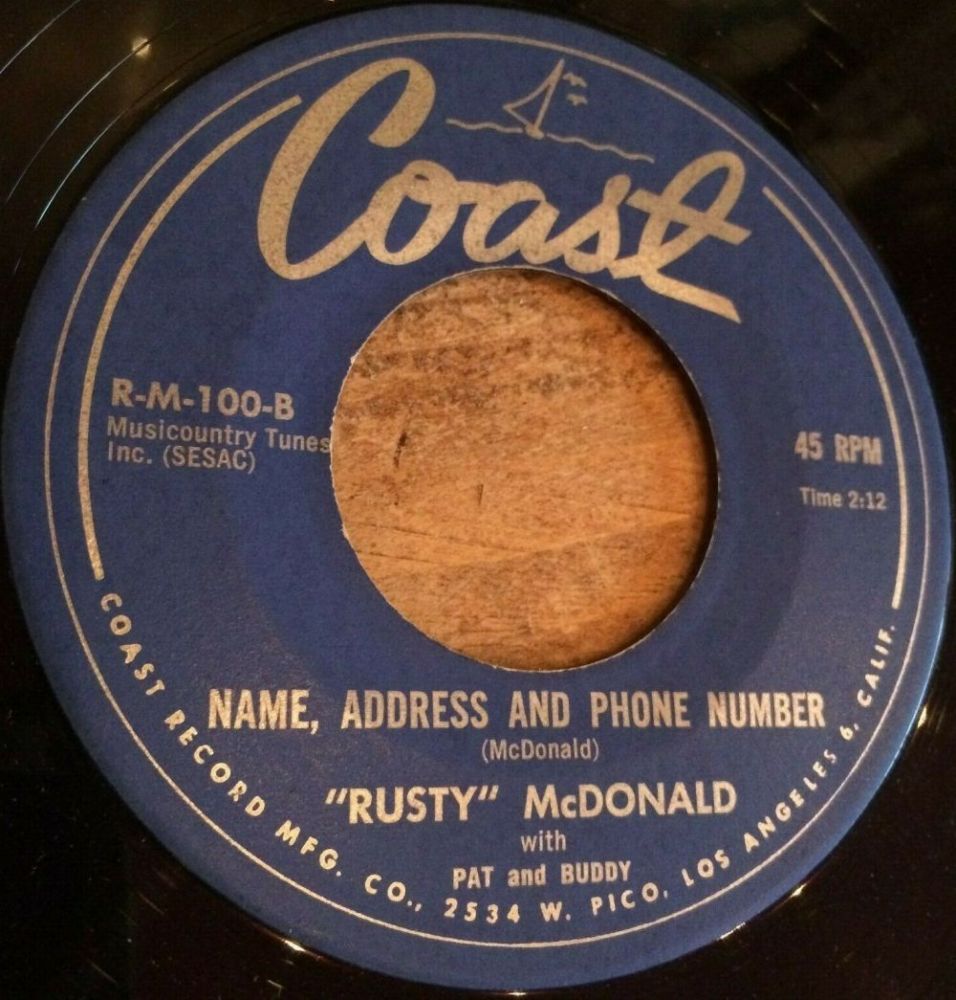 Coast
R-M-100-B
Musicountry Tunes
Inc. (SESAC)
45 RPM
Time 2:12
NAME, ADDRESS AND PHONE NUMBER
(McDonald)
"RUSTY" McDONALD
with
PAT and BUDDY
COAST RECORD MFG. CO., 2534 W. PICO, LOS ANGELES 6, CALIF.